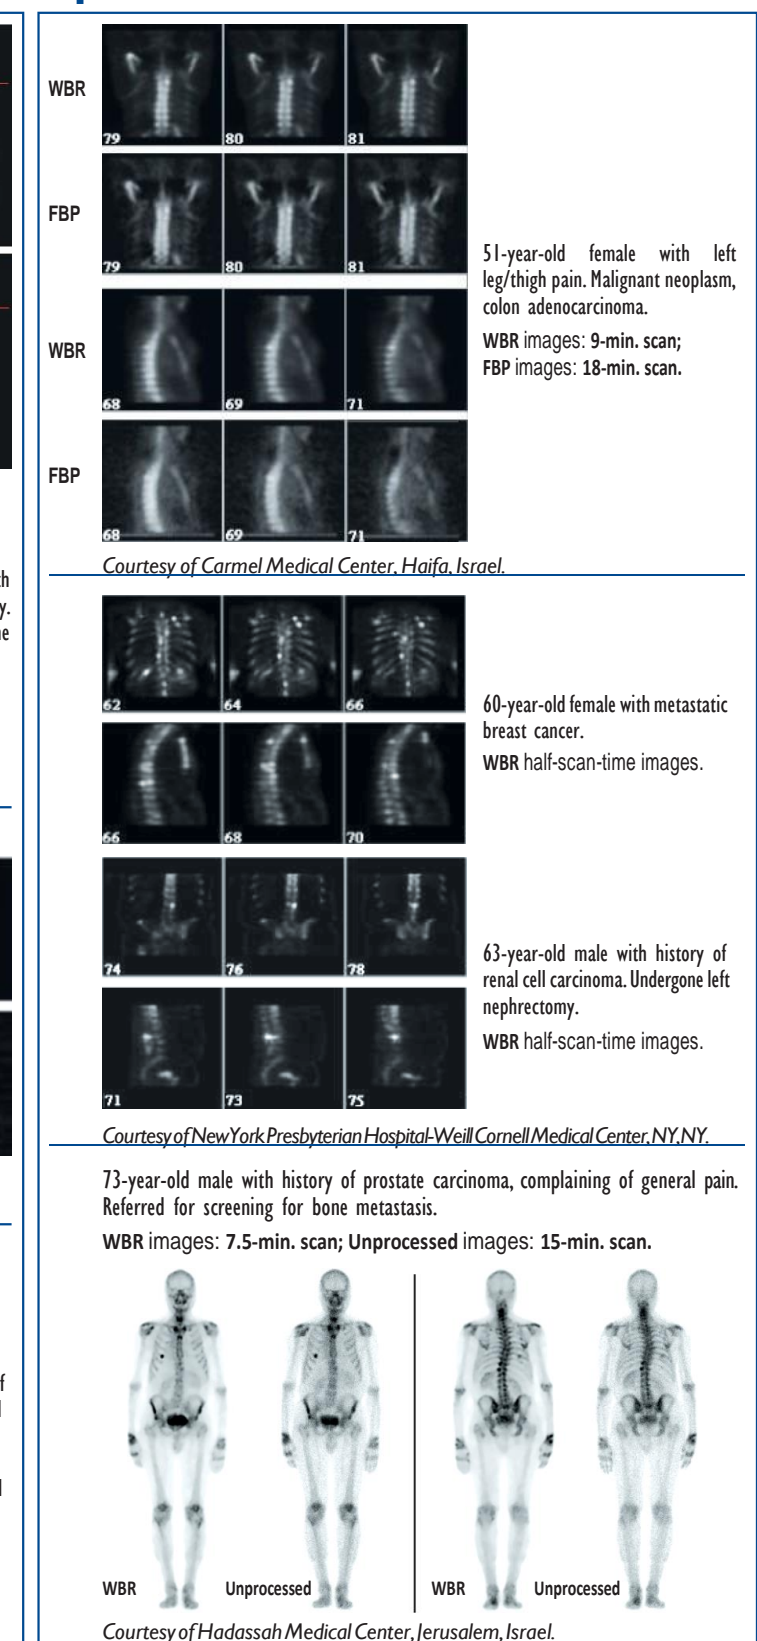 WBR
79 80 81
FBP
79 80 81
WBR
68 69 71
FBP
68 69 71
51-year-old female with left
leg/thigh pain. Malignant neoplasm,
colon adenocarcinoma.
WBR images: 9-min. scan;
FBP images: 18-min. scan.
Courtesy of Carmel Medical Center, Haifa, Israel.
62 64 66
66 68 70
60-year-old female with metastatic
breast cancer.
WBR half-scan-time images.
74 76 78
71 73 75
63-year-old male with history of
renal cell carcinoma. Undergone left
nephrectomy.
WBR half-scan-time images.
Courtesy of New York Presbyterian Hospital-Weill Cornell Medical Center, NY, NY.
73-year-old male with history of prostate carcinoma, complaining of general pain.
Referred for screening for bone metastasis.
WBR images: 7.5-min. scan; Unprocessed images: 15-min. scan.
WBR Unprocessed WBR Unprocessed
Courtesy of Hadassah Medical Center, Jerusalem, Israel.